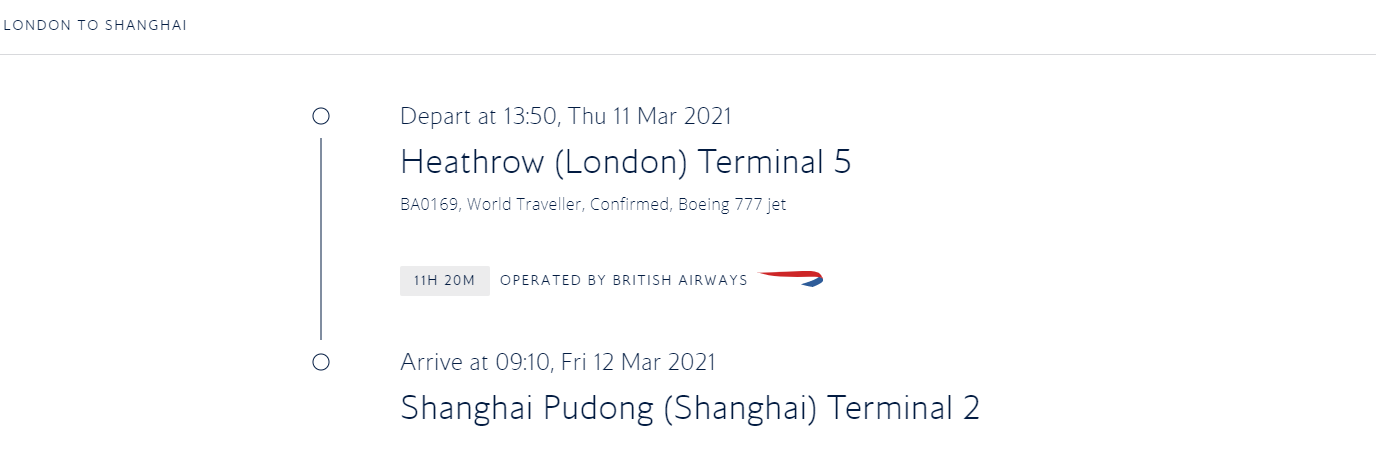 LONDON TO SHANGHAI
Depart at 13:50, Thu 11 Mar 2021
Heathrow (London) Terminal 5
BA0169, World Traveller, Confirmed, Boeing 777 jet
11H 20M OPERATED BY BRITISH AIRWAYS
Arrive at 09:10, Fri 12 Mar 2021
Shanghai Pudong (Shanghai) Terminal 2